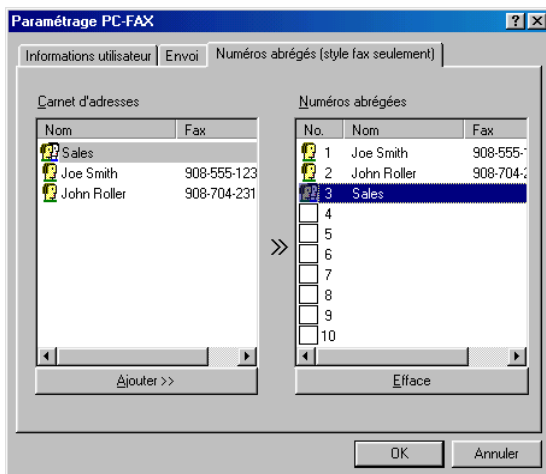 Paramétrage PC-FAX
Informations utilisateur Envoi Numéros abrégés (style fax seulement)
Carnet d'adresses Numéros abrégées
Nom Fax No. Nom Fax
Sales 1 Joe Smith 908-555-
Joe Smith 908-555-123 2 John Roller 908-704-
John Roller 908-704-231 3 Sales
4
5
6
7
8
9
10
Ajouter >> Efface
OK Annuler